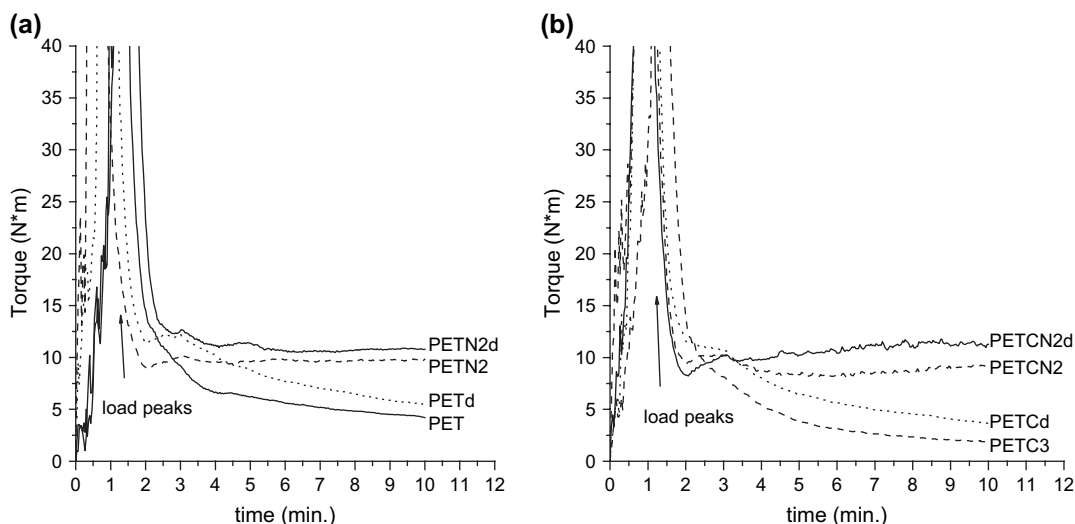 (a)
40
35
30
25
20
15
10
5
0
Torque (N*m)
PETN2d
PETN2
PETd
PET
load peaks
0 1 2 3 4 5 6 7 8 9 10 11 12
time (min.)
(b)
40
35
30
25
20
15
10
5
0
Torque (N*m)
PETCN2d
PETCN2
PETCd
PETC3
load peaks
0 1 2 3 4 5 6 7 8 9 10 11 12
time (min.)